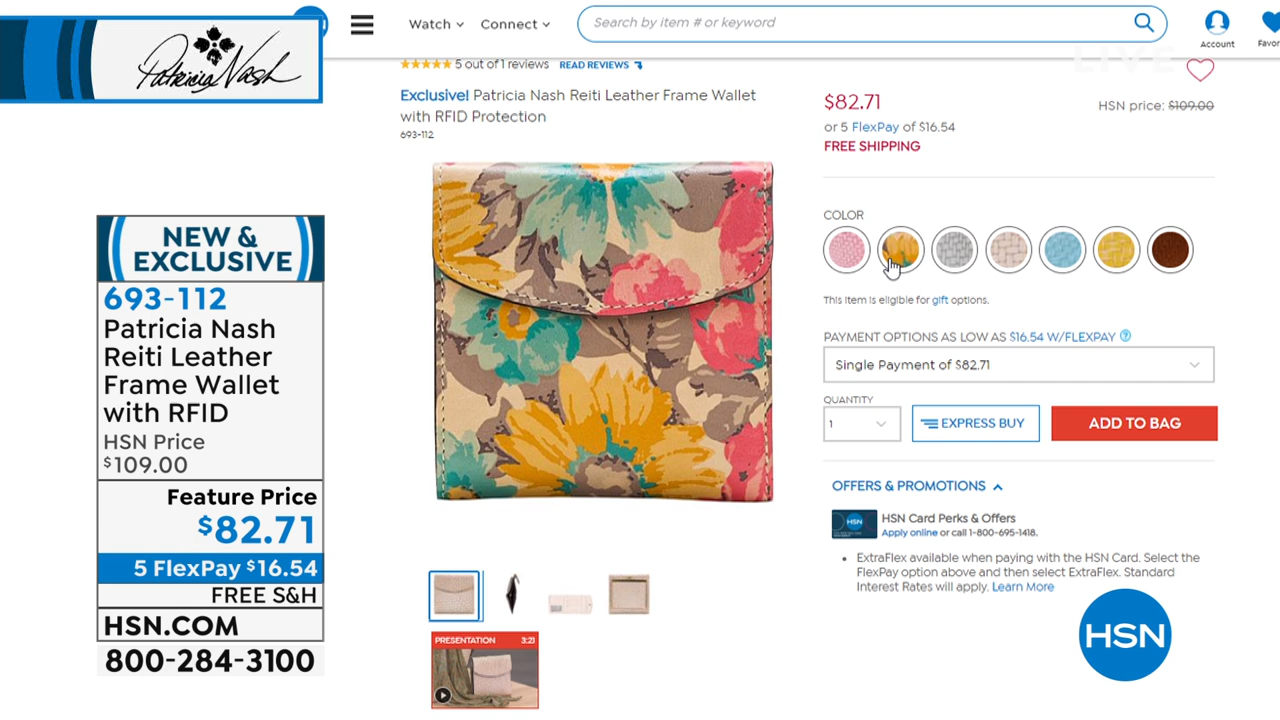 Patricia Nash
NEW &
EXCLUSIVE
693-112
Patricia Nash
Reiti Leather
Frame Wallet
with RFID
HSN Price
$109.00
Feature Price
$82.71
5 FlexPay $16.54
FREE S&H
HSN.COM
800-284-3100
Watch
Connect
Search by item # or keyword
Account
LIVE
5 out of 1 reviews READ REVIEWS
Exclusive! Patricia Nash Reiti Leather Frame Wallet
with RFID Protection
693-112
PRESENTATION 3:21
$82.71
HSN price: $109.00
or 5 FlexPay of $16.54
FREE SHIPPING
COLOR
This item is eligible for gift options.
PAYMENT OPTIONS AS LOW AS $16.54 W/FLEXPAY ?
Single Payment of $82.71
QUANTITY
1
EXPRESS BUY
ADD TO BAG
OFFERS & PROMOTIONS
HSN
HSN Card Perks & Offers
Apply online or call 1-800-695-1418.
• ExtraFlex available when paying with the HSN Card. Select the
FlexPay option above and then select ExtraFlex. Standard
Interest Rates will apply. Learn More
HSN